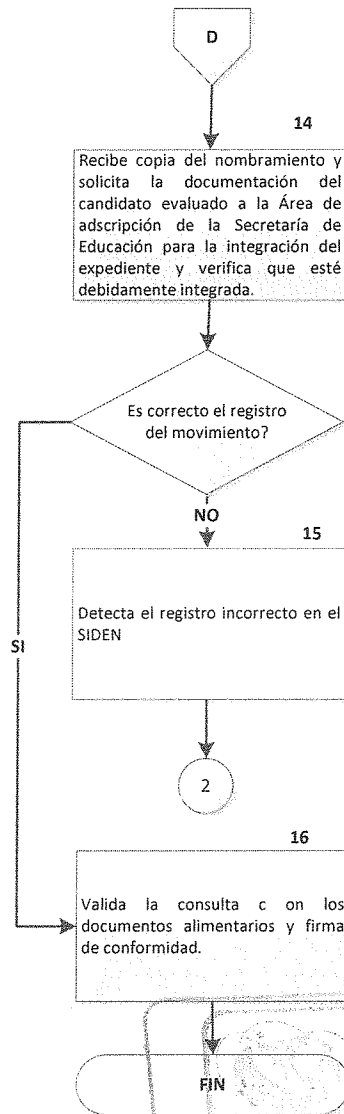 D
14
Recibe copia del nombramiento y
solicita la documentación del
candidato evaluado a la Área de
adscripción de la Secretaría de
Educación para la integración del
expediente y verifica que esté
debidamente integrada.
Es correcto el registro
del movimiento?
NO
15
Detecta el registro incorrecto en el
SIDEN
SI
2
16
Valida la consulta c on los
documentos alimentarios y firma
de conformidad.
FIN